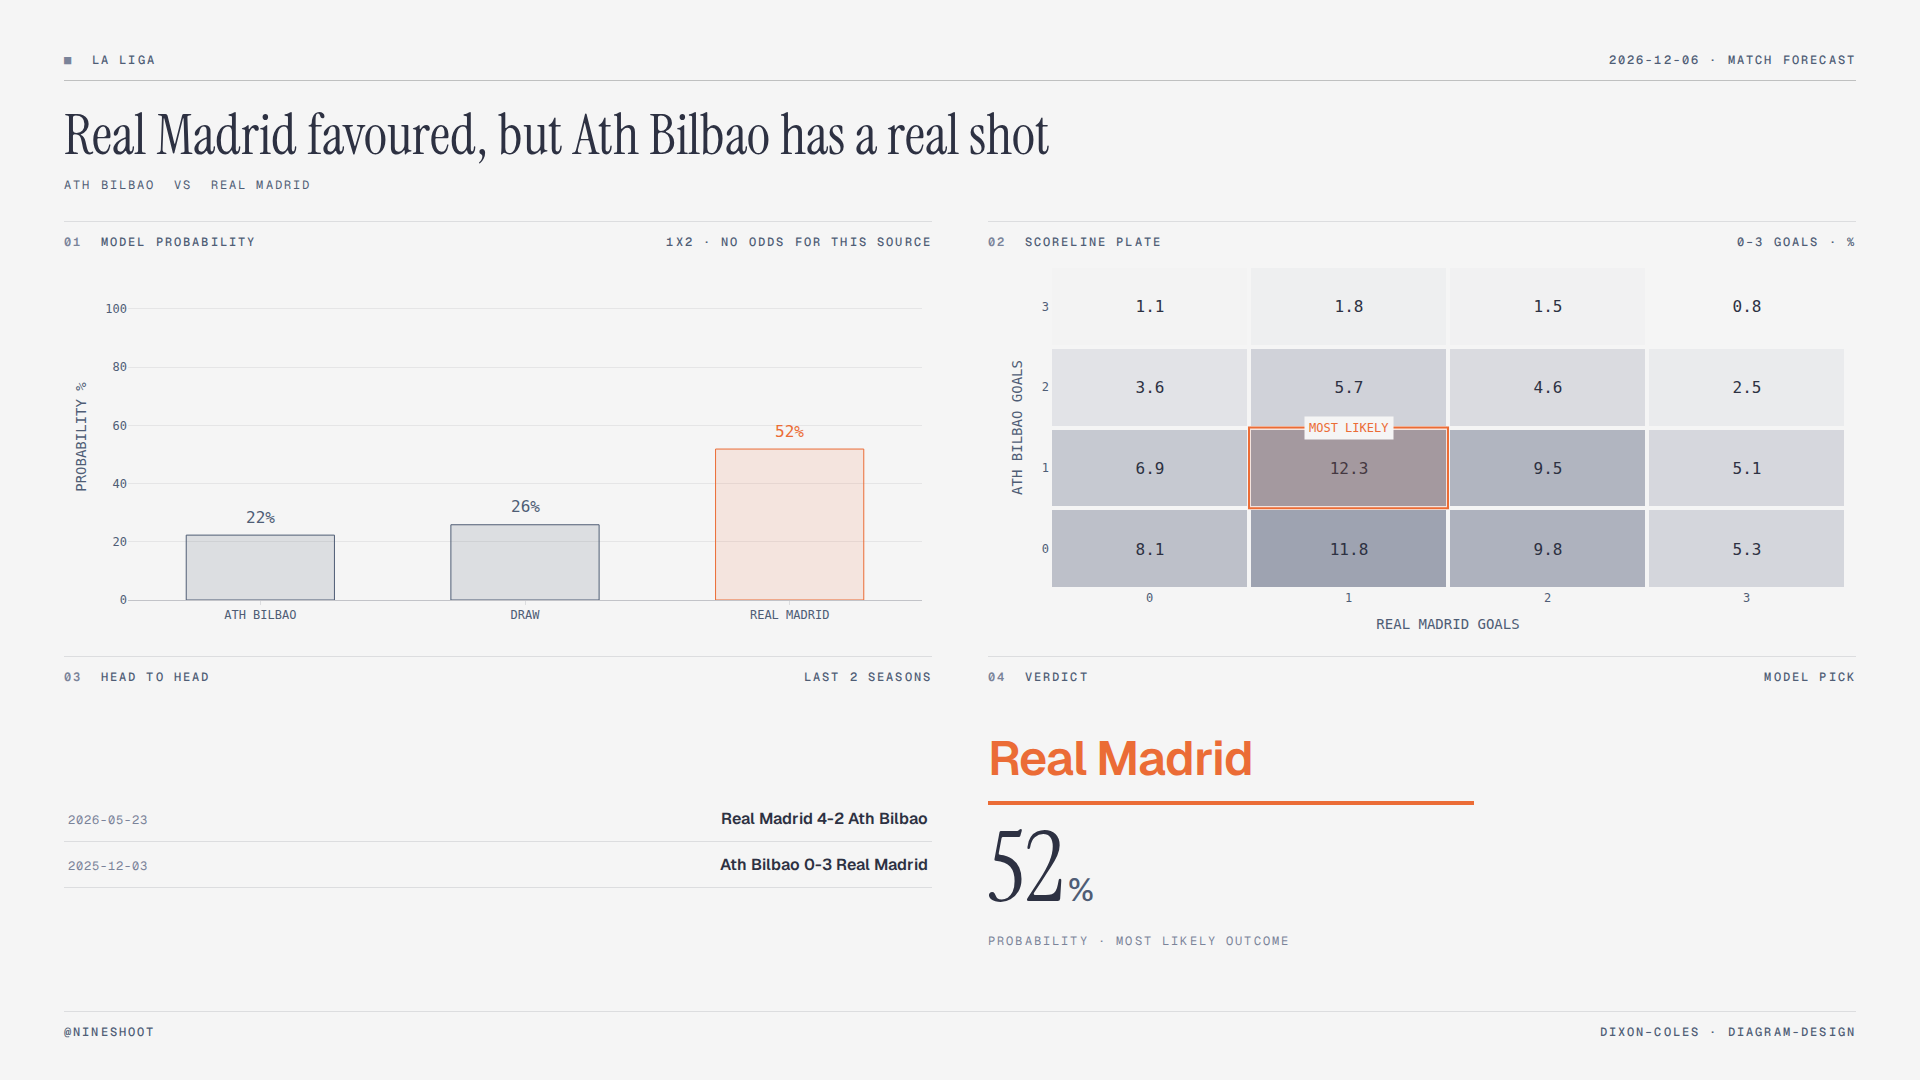 ■ LA LIGA
2026-12-06 · MATCH FORECAST
Real Madrid favoured, but Ath Bilbao has a real shot
ATH BILBAO VS REAL MADRID
01 MODEL PROBABILITY
1X2 · NO ODDS FOR THIS SOURCE
PROBABILITY %
100
80
60
40
20
0
22%
26%
52%
ATH BILBAO
DRAW
REAL MADRID
02 SCORELINE PLATE
0–3 GOALS · %
ATH BILBAO GOALS
3 1.1 1.8 1.5 0.8
2 3.6 5.7 4.6 2.5
MOST LIKELY
1 6.9 12.3 9.5 5.1
0 8.1 11.8 9.8 5.3
0 1 2 3
REAL MADRID GOALS
03 HEAD TO HEAD
LAST 2 SEASONS
2026-05-23 Real Madrid 4-2 Ath Bilbao
2025-12-03 Ath Bilbao 0-3 Real Madrid
04 VERDICT
MODEL PICK
Real Madrid
52%
PROBABILITY · MOST LIKELY OUTCOME
@NINESHOOT
DIXON-COLES · DIAGRAM-DESIGN